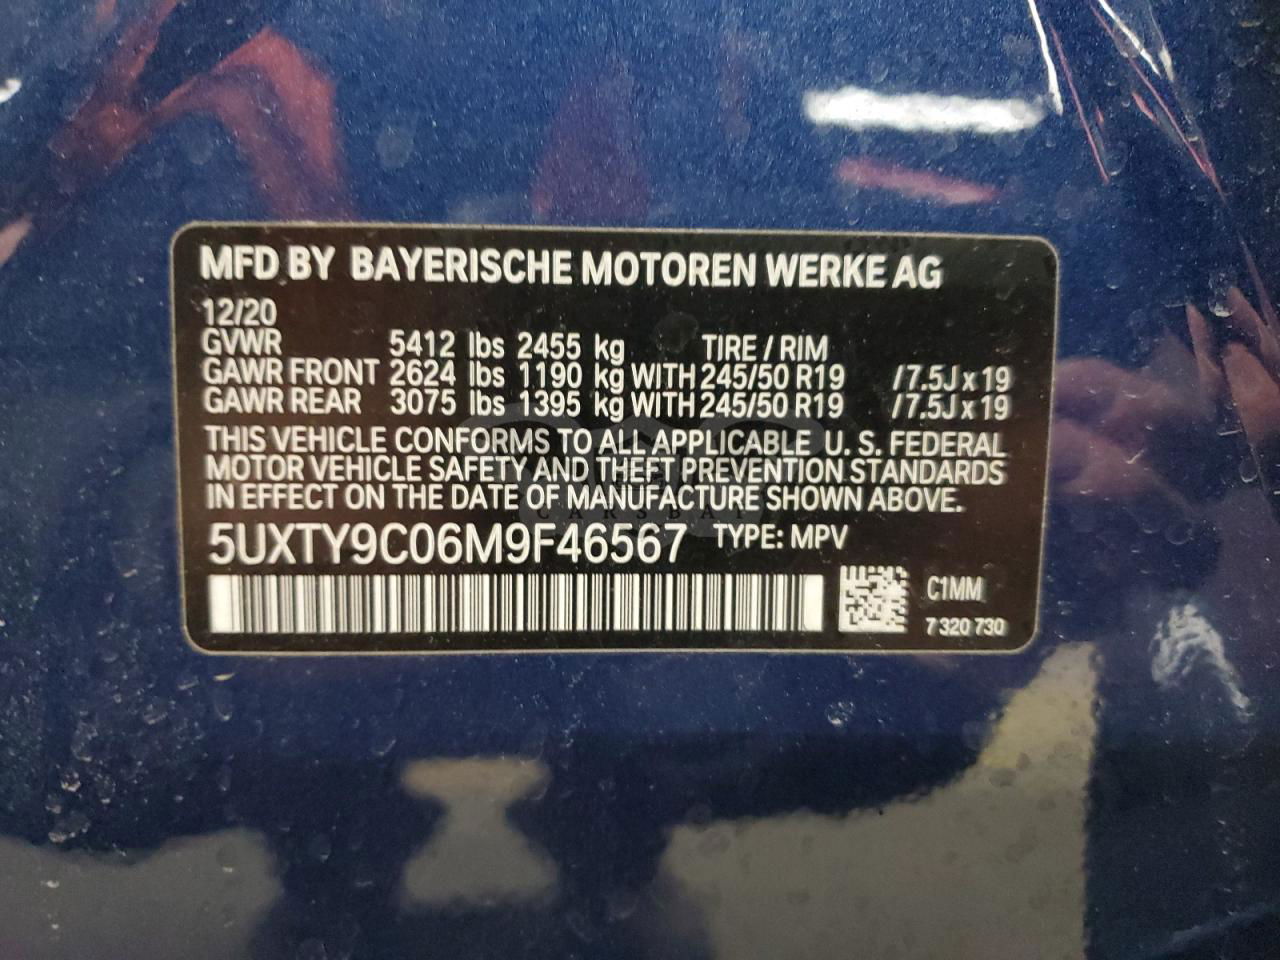 MFD BY BAYERISCHE MOTOREN WERKE AG
12/20
GVWR 5412 lbs 2455 kg TIRE / RIM
GAWR FRONT 2624 lbs 1190 kg WITH 245/50 R19 /7.5J x 19
GAWR REAR 3075 lbs 1395 kg WITH 245/50 R19 /7.5J x 19
THIS VEHICLE CONFORMS TO ALL APPLICABLE U. S. FEDERAL
MOTOR VEHICLE SAFETY AND THEFT PREVENTION STANDARDS
IN EFFECT ON THE DATE OF MANUFACTURE SHOWN ABOVE.
5UXTY9C06M9F46567 TYPE: MPV
C1MM
7 320 730